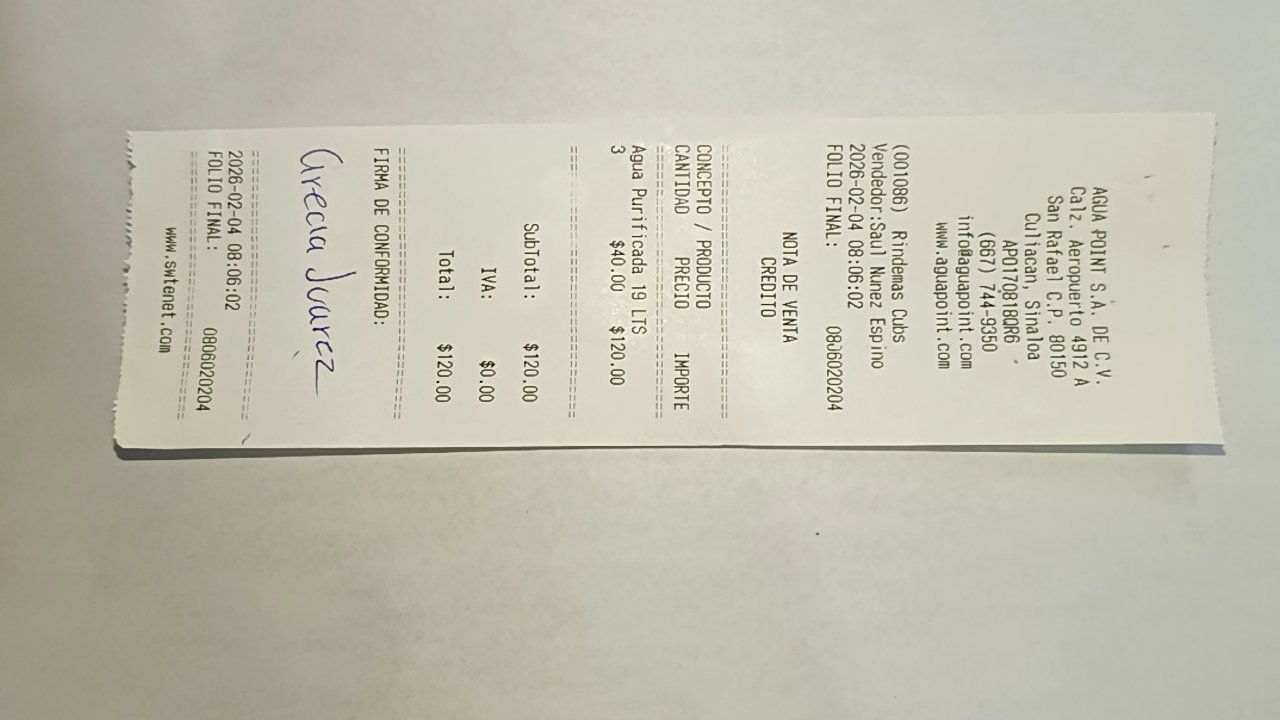 AGUA POINT S.A. DE C.V.
Calz. Aeropuerto 4912 A
San Rafael C.P. 80150
Culiacan, Sinaloa
APO170818QR6
(667) 744-9350
info@aguapoint.com
www.aguapoint.com
(001086) Rindemas Cubs
Vendedor:Saul Nunez Espino
2026-02-04 08:06:02
FOLIO FINAL: 0806020204
NOTA DE VENTA
CREDITO
CONCEPTO / PRODUCTO
CANTIDAD PRECIO IMPORTE
Agua Purificada 19 LTS
3 $40.00 $120.00
SubTotal: $120.00
IVA: $0.00
Total: $120.00
FIRMA DE CONFORMIDAD:
Grecia Juarez
2026-02-04 08:06:02
FOLIO FINAL: 0806020204
www.swtenet.com